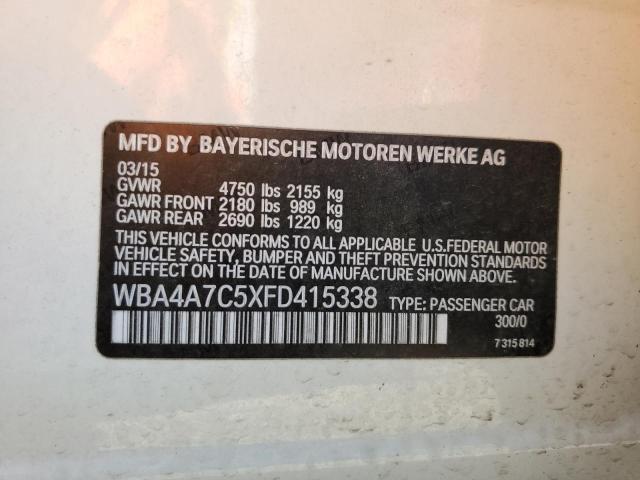 MFD BY BAYERISCHE MOTOREN WERKE AG
03/15
GVWR 4750 lbs 2155 kg
GAWR FRONT 2180 lbs 989 kg
GAWR REAR 2690 lbs 1220 kg
THIS VEHICLE CONFORMS TO ALL APPLICABLE U.S.FEDERAL MOTOR
VEHICLE SAFETY, BUMPER AND THEFT PREVENTION STANDARDS
IN EFFECT ON THE DATE OF MANUFACTURE SHOWN ABOVE.
WBA4A7C5XFD415338 TYPE: PASSENGER CAR
300/0
7 315 814